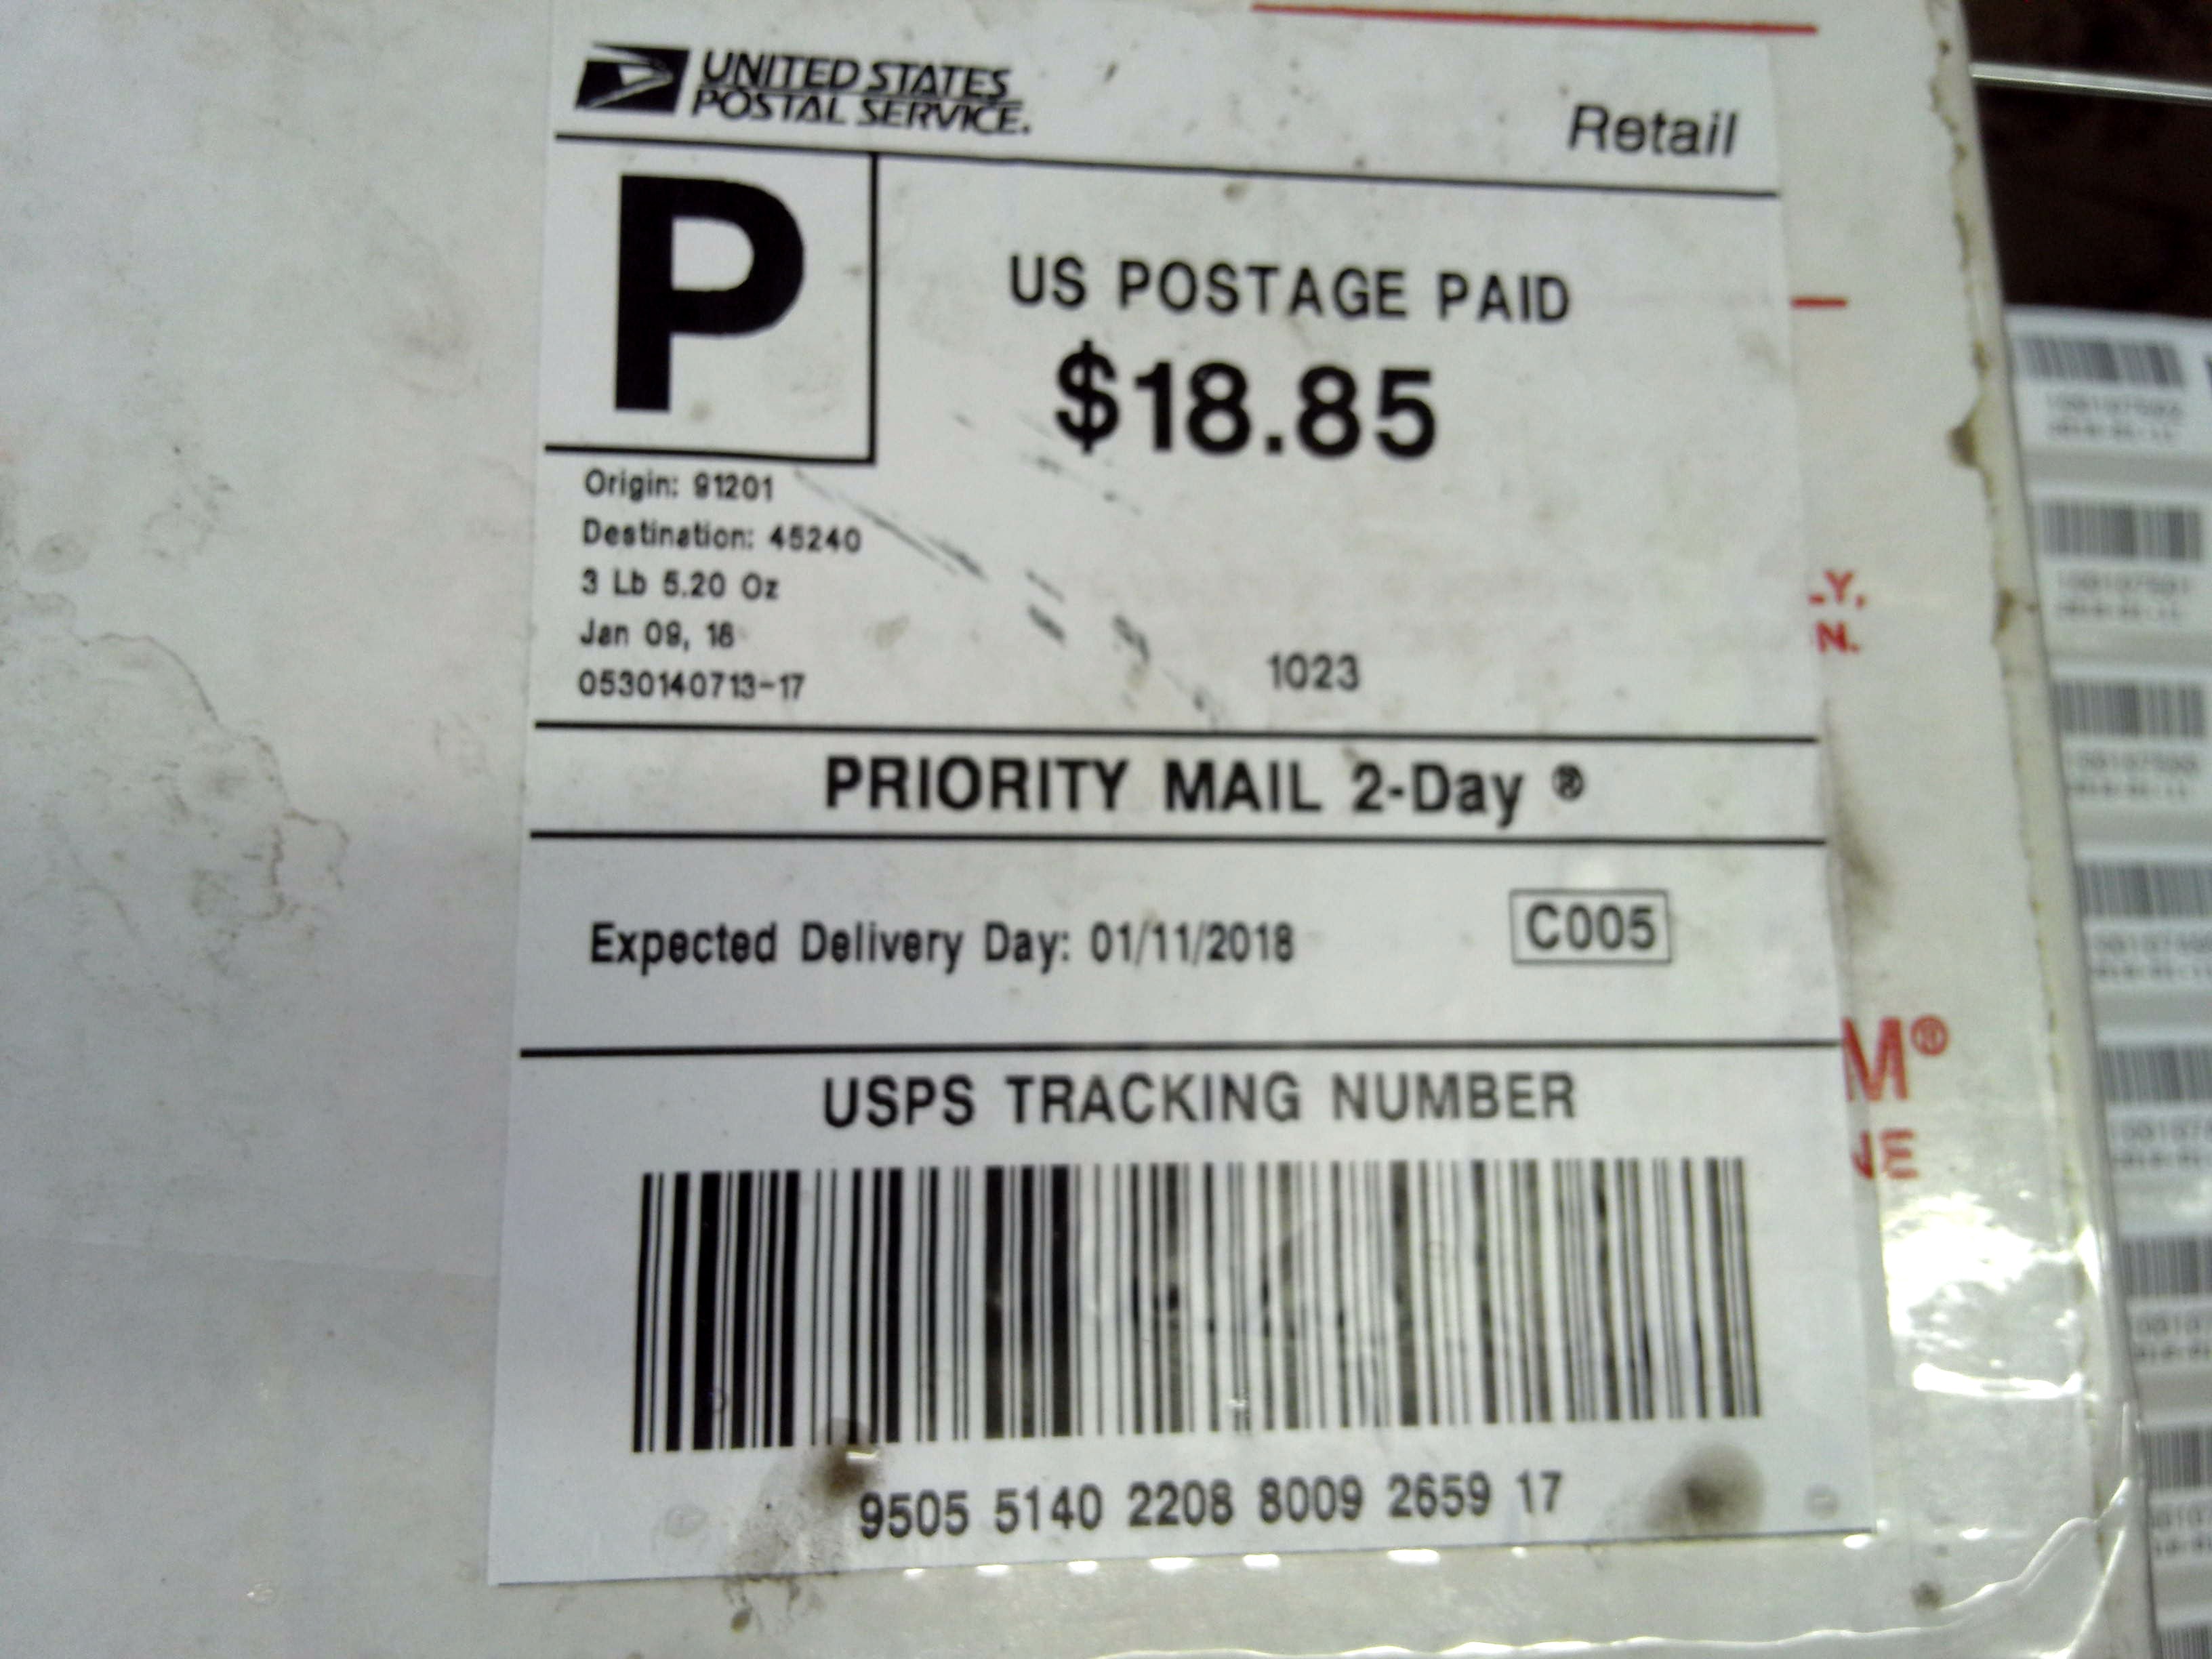 UNITED STATES
POSTAL SERVICE.
Retail
P
US POSTAGE PAID
$18.85
Origin: 91201
Destination: 45240
3 Lb 5.20 Oz
Jan 09, 18
0530140713-17
1023
PRIORITY MAIL 2-Day ®
Expected Delivery Day: 01/11/2018
C005
USPS TRACKING NUMBER
9505 5140 2208 8009 2659 17
Y.
N.
M®
NE